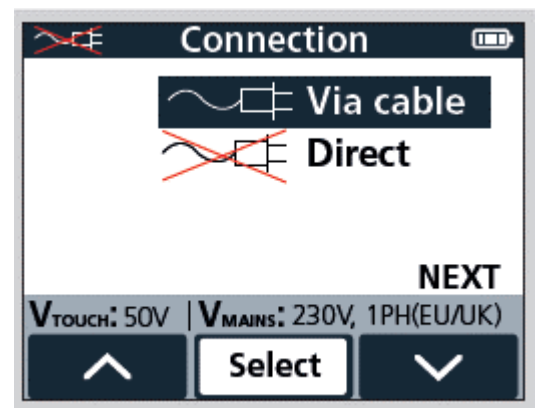 Connection
Via cable
Direct
NEXT
VTOUCH: 50V | VMAINS: 230V, 1PH(EU/UK)
Select